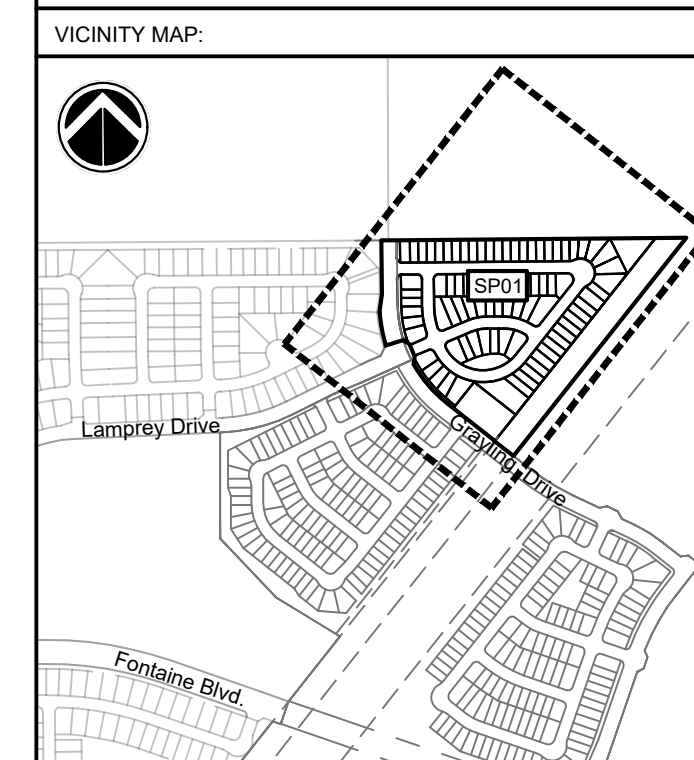 VICINITY MAP:
SP01
Lamprey Drive
Grayling Drive
Fontaine Blvd.